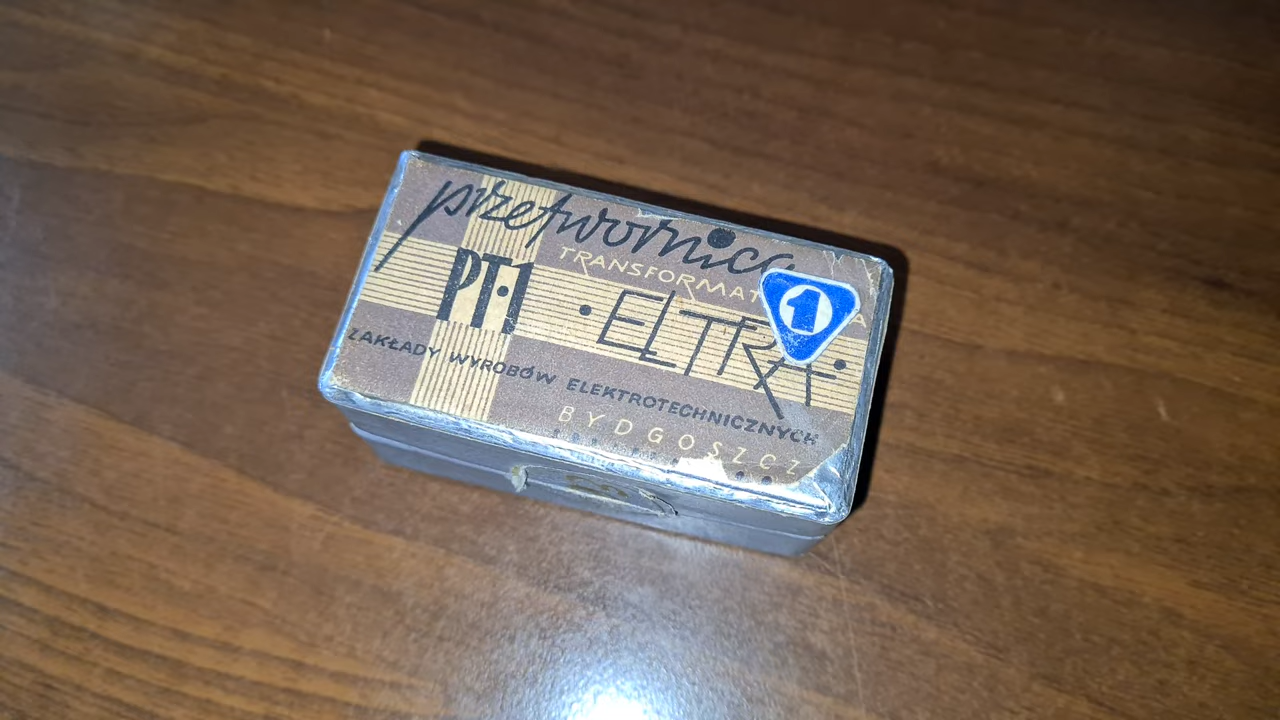 przetwornica
TRANSFORMAT
A
PT-1
1
• ELTRA •
ZAKŁADY WYROBÓW ELEKTROTECHNICZNYCH
BYDGOSZCZ